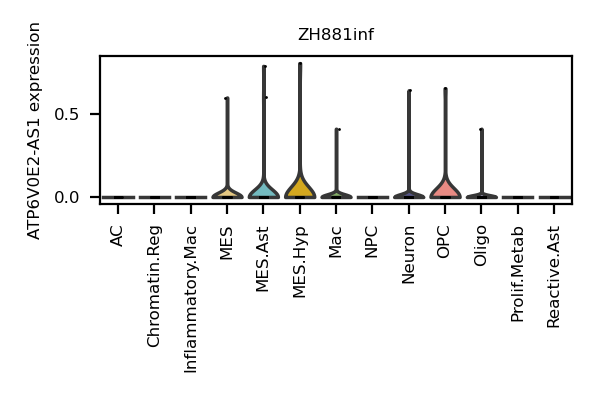 ZH881inf
ATP6V0E2-AS1 expression
0.5
0.0
AC
Chromatin.Reg
Inflammatory.Mac
MES
MES.Ast
MES.Hyp
Mac
NPC
Neuron
OPC
Oligo
Prolif.Metab
Reactive.Ast